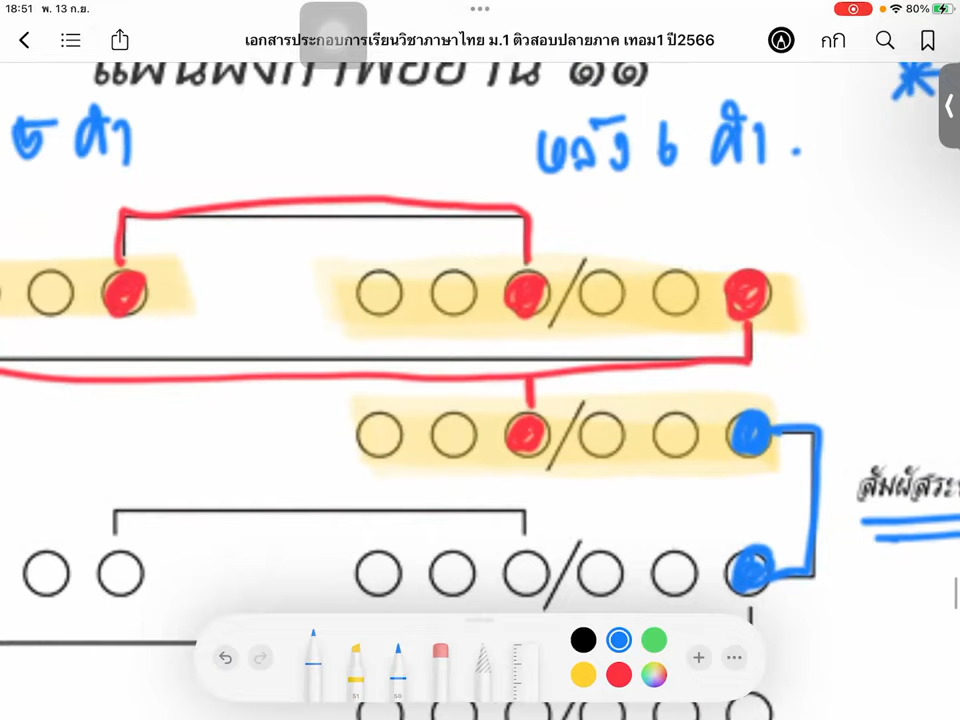 18:51 พ. 13 ก.ย. 80%
เอกสารประกอบการเรียนวิชาภาษาไทย ม.1 ติวสอบปลายภาค เทอม1 ปี2566
กกี
แผนผังกาพย์ยานี ๑๑
๕ คำ
หลัง ๖ คำ.
สัมผัสระ
51
50